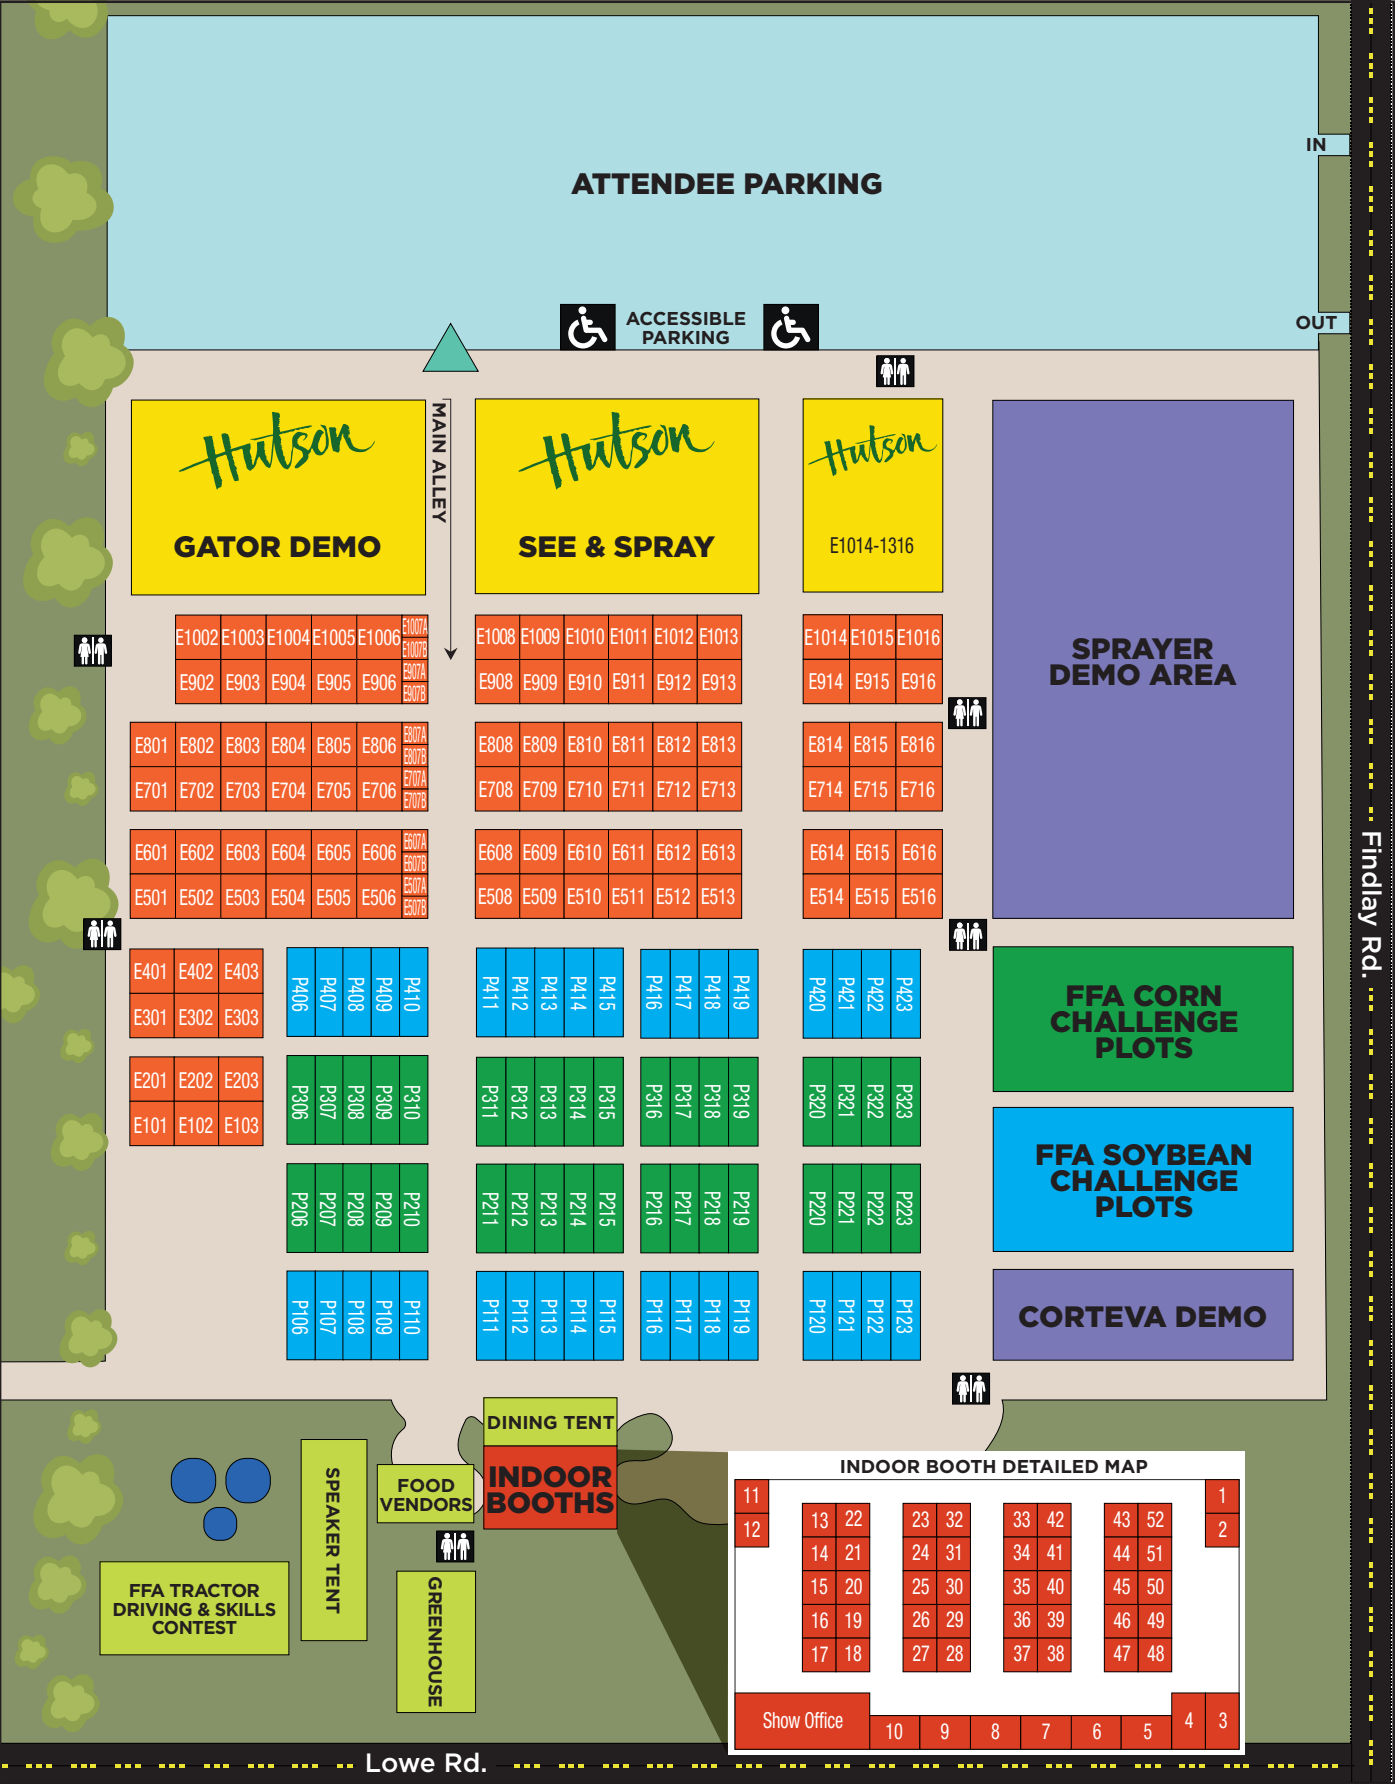 IN
ATTENDEE PARKING
OUT
ACCESSIBLE
PARKING
MAIN ALLEY
Hutson
GATOR DEMO
Hutson
SEE & SPRAY
Hutson
E1014-1316
SPRAYER
DEMO AREA
E1002 E1003 E1004 E1005 E1006 E1007A
E1007B
E1008 E1009 E1010 E1011 E1012 E1013
E1014 E1015 E1016
E902 E903 E904 E905 E906 E907A
E907B
E908 E909 E910 E911 E912 E913
E914 E915 E916
E801 E802 E803 E804 E805 E806 E807A
E807B
E808 E809 E810 E811 E812 E813
E814 E815 E816
E701 E702 E703 E704 E705 E706 E707A
E707B
E708 E709 E710 E711 E712 E713
E714 E715 E716
E601 E602 E603 E604 E605 E606 E607A
E607B
E608 E609 E610 E611 E612 E613
E614 E615 E616
E501 E502 E503 E504 E505 E506 E507A
E507B
E508 E509 E510 E511 E512 E513
E514 E515 E516
Findlay Rd.
E401 E402 E403
E301 E302 E303
P406 P407 P408 P409 P410
P411 P412 P413 P414 P415
P416 P417 P418 P419
P420 P421 P422 P423
FFA CORN
CHALLENGE
PLOTS
E201 E202 E203
E101 E102 E103
P306 P307 P308 P309 P310
P311 P312 P313 P314 P315
P316 P317 P318 P319
P320 P321 P322 P323
FFA SOYBEAN
CHALLENGE
PLOTS
P206 P207 P208 P209 P210
P211 P212 P213 P214 P215
P216 P217 P218 P219
P220 P221 P222 P223
P106 P107 P108 P109 P110
P111 P112 P113 P114 P115
P116 P117 P118 P119
P120 P121 P122 P123
CORTEVA DEMO
DINING TENT
INDOOR
BOOTHS
FOOD
VENDORS
SPEAKER TENT
GREENHOUSE
FFA TRACTOR
DRIVING & SKILLS
CONTEST
INDOOR BOOTH DETAILED MAP
11
12
1
2
13 22
14 21
15 20
16 19
17 18
23 32
24 31
25 30
26 29
27 28
33 42
34 41
35 40
36 39
37 38
43 52
44 51
45 50
46 49
47 48
Show Office
10 9 8 7 6 5 4 3
Lowe Rd.